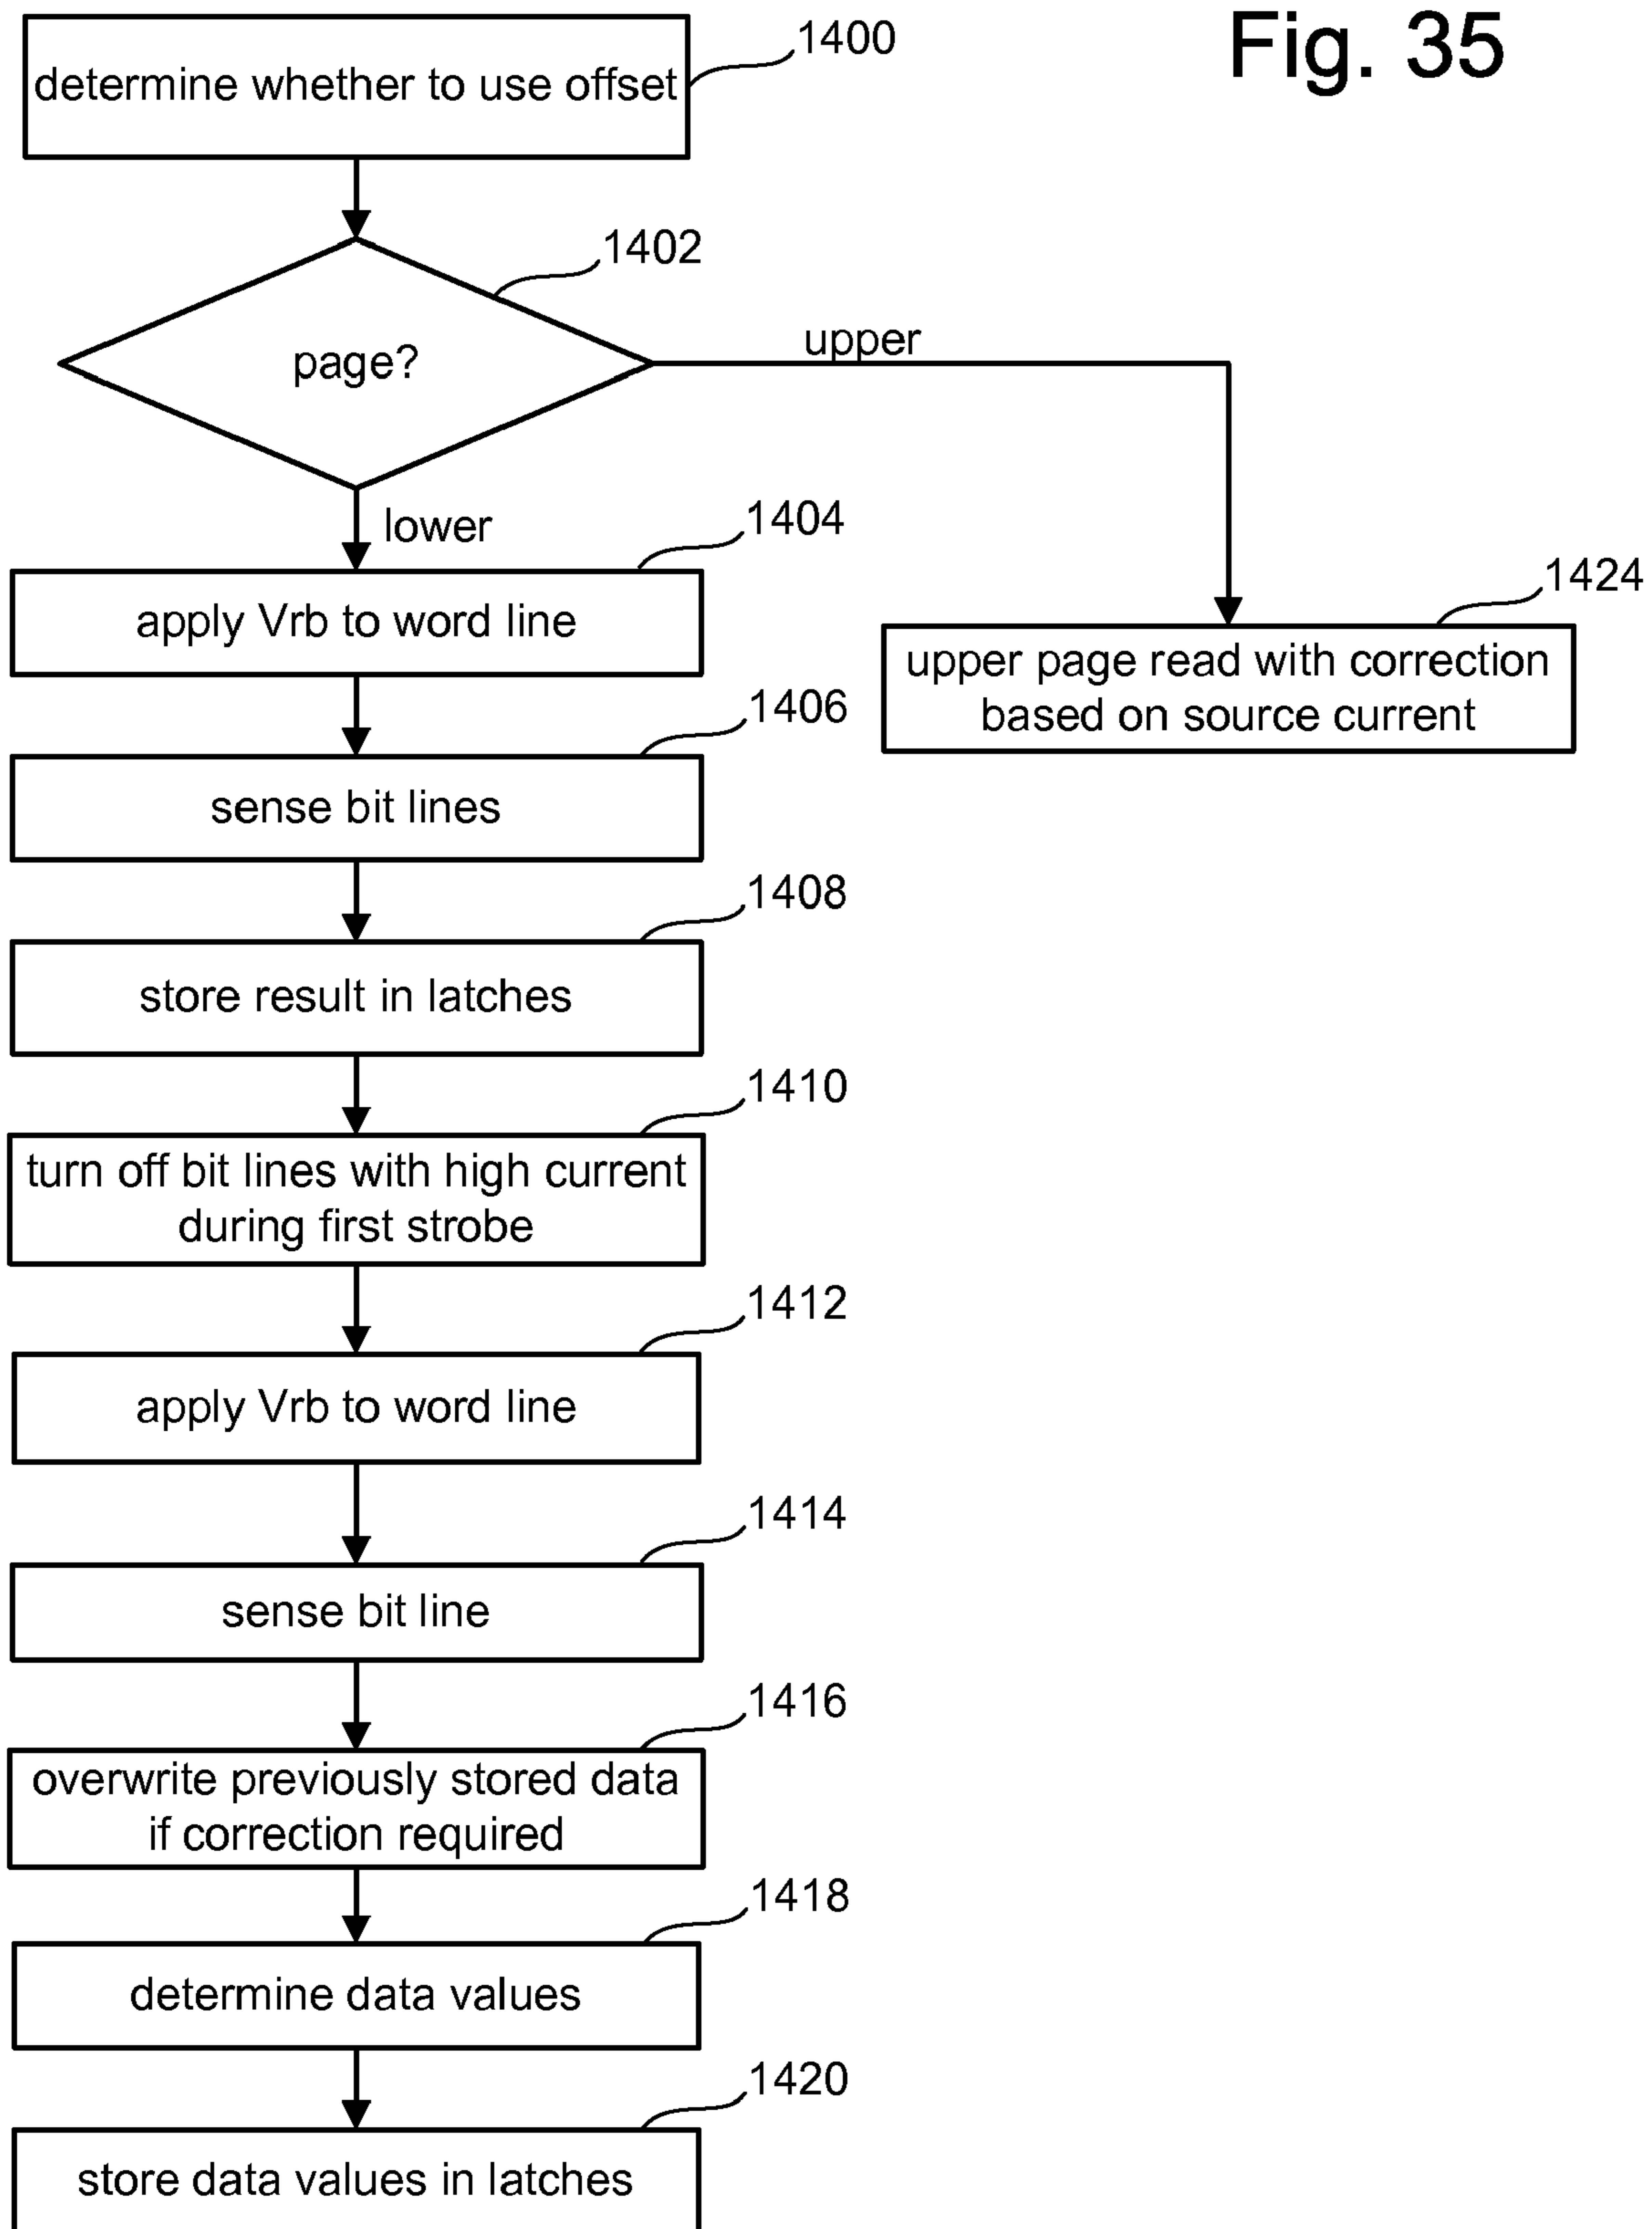 Fig. 35
1400
determine whether to use offset
1402
page?
upper
lower
1404
apply Vrb to word line
1424
upper page read with correction
based on source current
1406
sense bit lines
1408
store result in latches
1410
turn off bit lines with high current
during first strobe
1412
apply Vrb to word line
1414
sense bit line
1416
overwrite previously stored data
if correction required
1418
determine data values
1420
store data values in latches